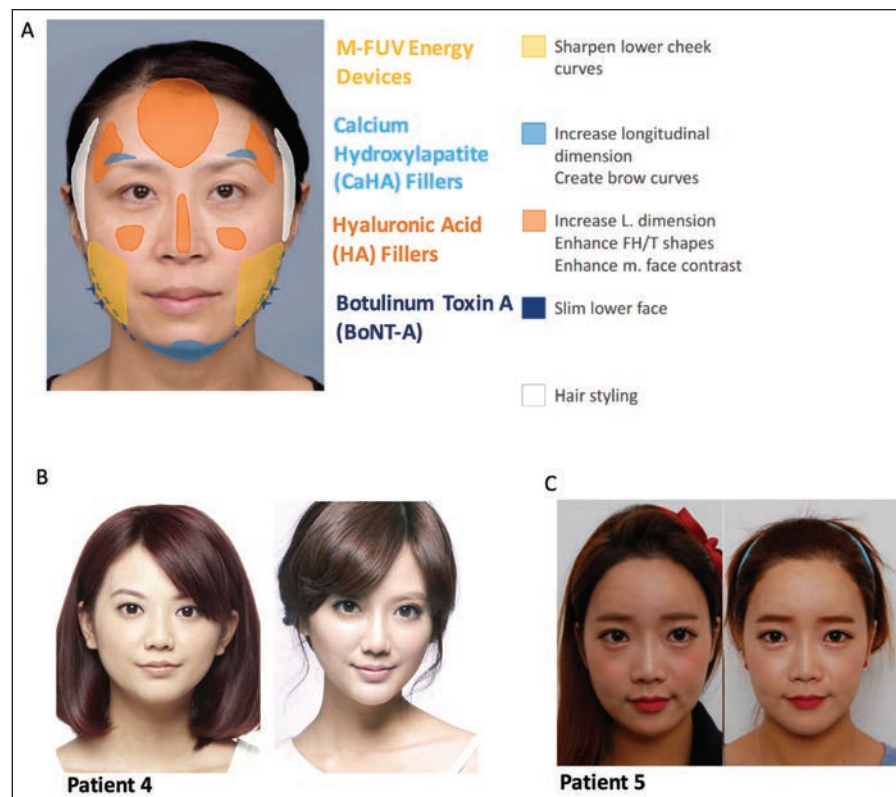 A
M-FUV Energy
Devices
Sharpen lower cheek
curves
Calcium
Hydroxylapatite
(CaHA) Fillers
Increase longitudinal
dimension
Create brow curves
Hyaluronic Acid
(HA) Fillers
Increase L. dimension
Enhance FH/T shapes
Enhance m. face contrast
Botulinum Toxin A
(BoNT-A)
Slim lower face
Hair styling
B
Patient 4
C
Patient 5